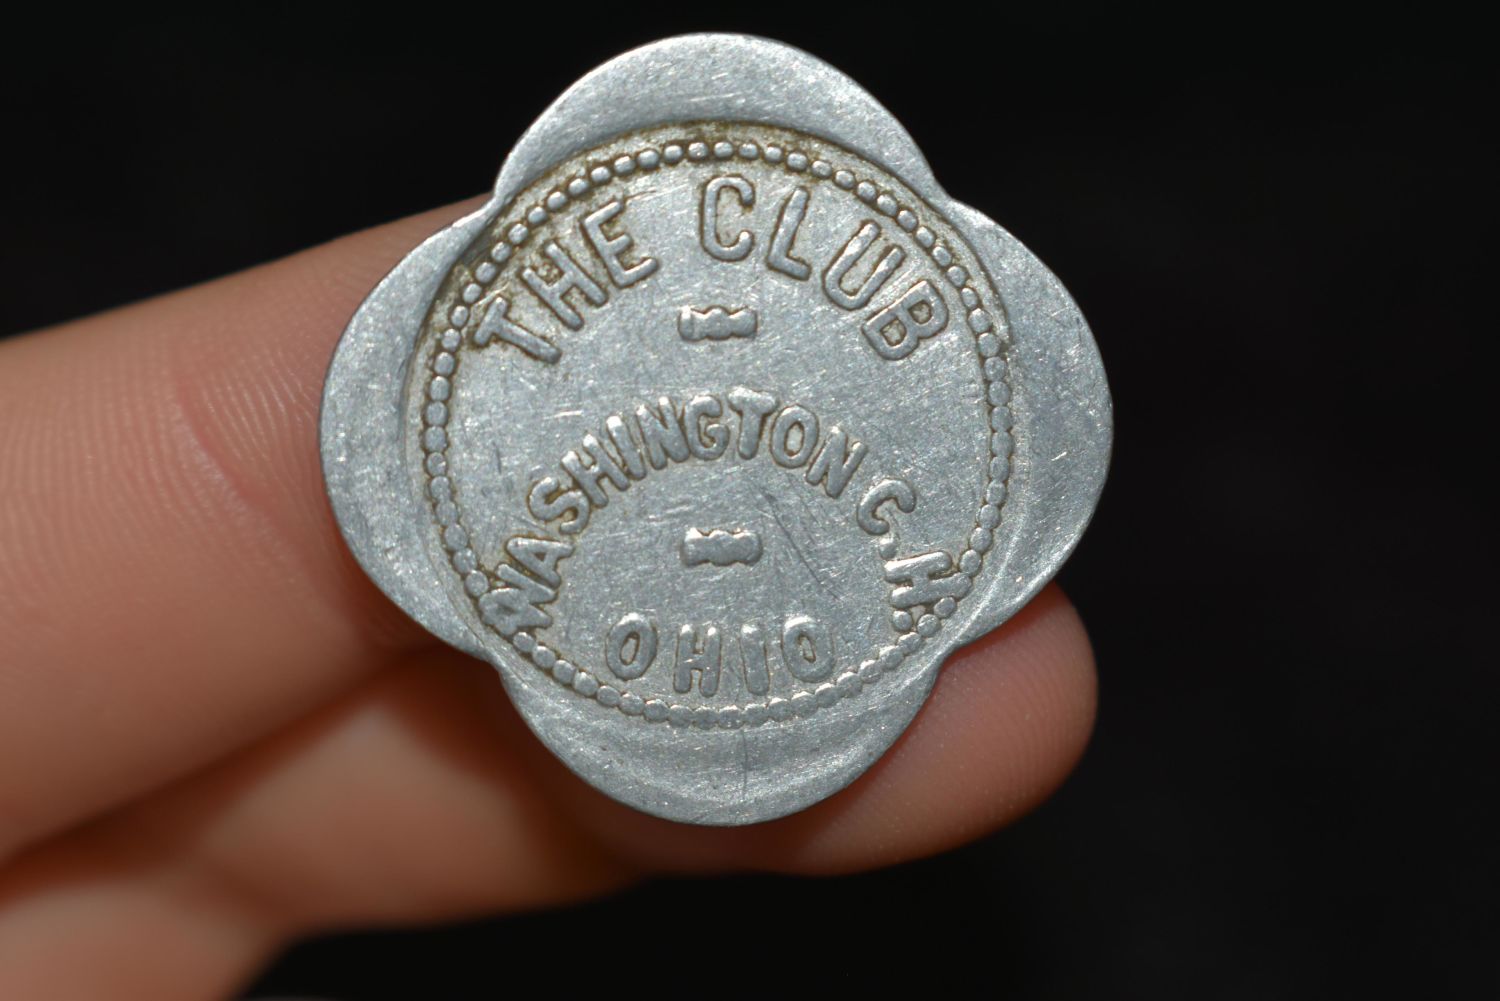 THE CLUB
WASHINGTON C.H.
OHIO